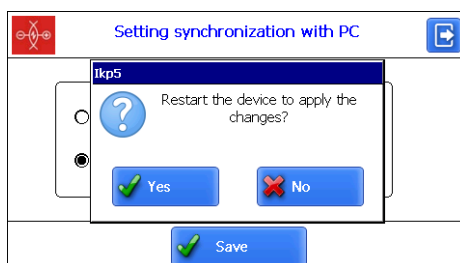 Setting synchronization with PC
Ikp5
Restart the device to apply the
changes?
Yes
No
Save